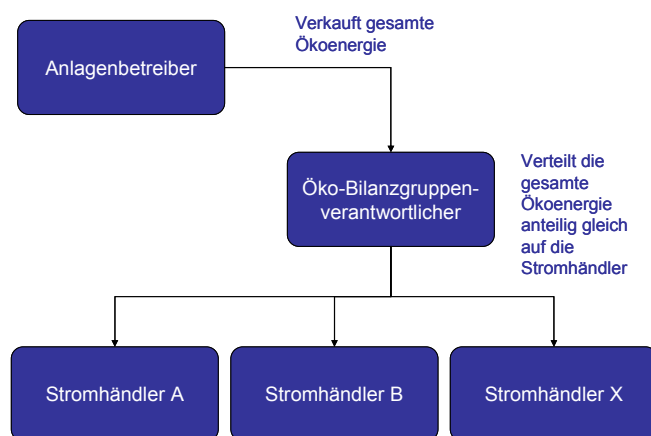 Verkauft gesamte
Ökoenergie
Anlagenbetreiber
Öko-Bilanzgruppen-
verantwortlicher
Verteilt die
gesamte
Ökoenergie
anteilig gleich
auf die
Stromhändler
Stromhändler A
Stromhändler B
Stromhändler X